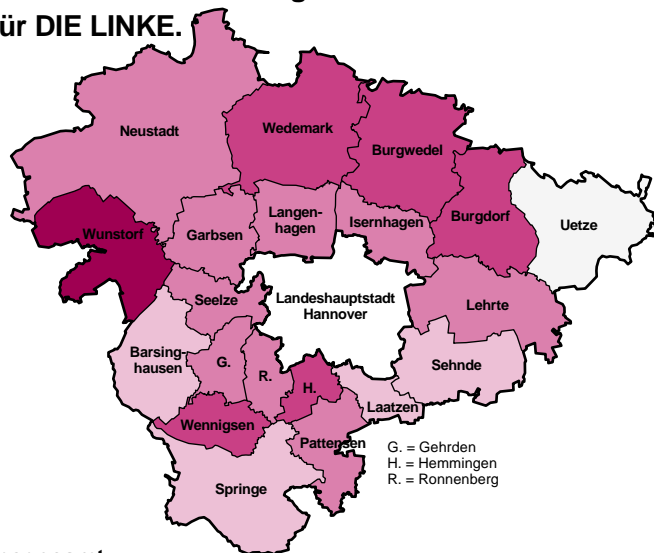 für DIE LINKE.
Neustadt
Wedemark
Burgwedel
Burgdorf
Uetze
Wunstorf
Garbsen
Langen-
hagen
Isernhagen
Seelze
Landeshauptstadt
Hannover
Lehrte
Barsing-
hausen
G.
R.
H.
Sehnde
Laatzen
Wennigsen
Pattensen
Springe
G. = Gehrden
H. = Hemmingen
R. = Ronnenberg